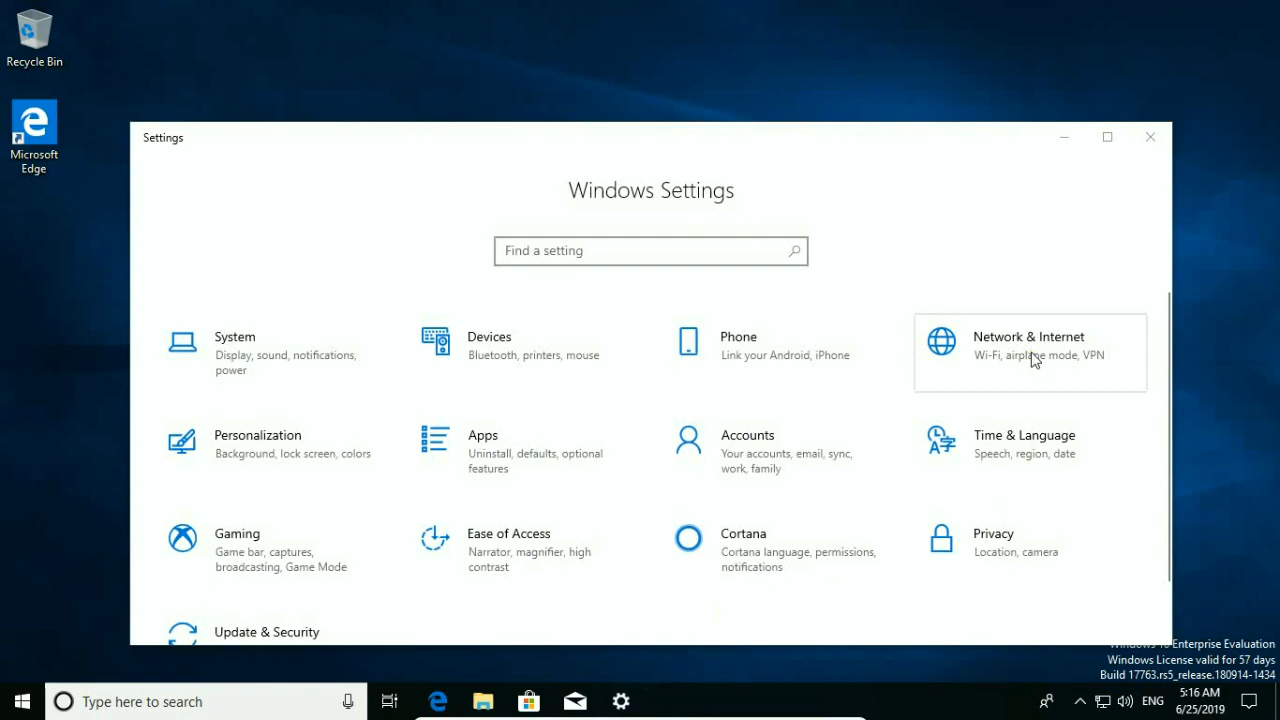 Recycle Bin
Microsoft
Edge
Settings
Windows Settings
Find a setting
System
Display, sound, notifications,
power
Devices
Bluetooth, printers, mouse
Phone
Link your Android, iPhone
Network & Internet
Wi-Fi, airplane mode, VPN
Personalization
Background, lock screen, colors
Apps
Uninstall, defaults, optional
features
Accounts
Your accounts, email, sync,
work, family
Time & Language
Speech, region, date
Gaming
Game bar, captures,
broadcasting, Game Mode
Ease of Access
Narrator, magnifier, high
contrast
Cortana
Cortana language, permissions,
notifications
Privacy
Location, camera
Update & Security
Windows 10 Enterprise Evaluation
Windows License valid for 57 days
Build 17763.rs5_release.180914-1434
Type here to search
ENG
5:16 AM
6/25/2019